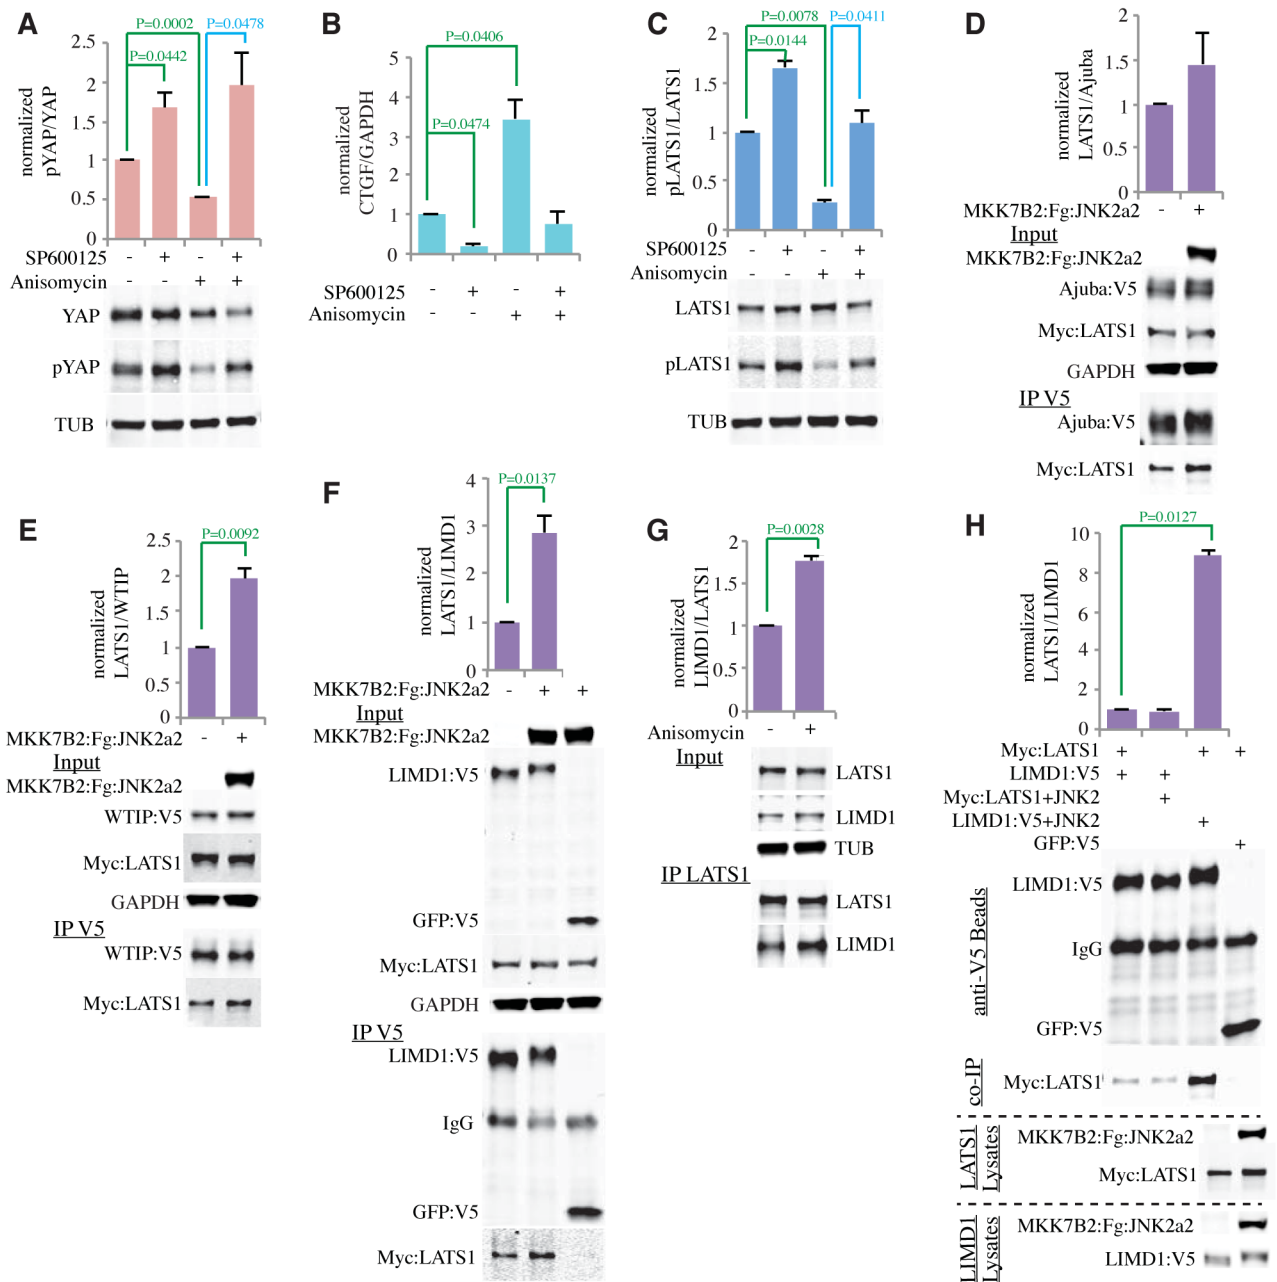 A
P=0.0002
P=0.0478
P=0.0442
normalized
pYAP/YAP
2.5
2
1.5
1
0.5
0
SP600125 - + - +
Anisomycin - - + +
YAP
pYAP
TUB
B
P=0.0406
P=0.0474
normalized
CTGF/GAPDH
5
4
3
2
1
0
SP600125 - + - +
Anisomycin - - + +
C
P=0.0078
P=0.0411
P=0.0144
normalized
pLATS1/LATS1
2
1.5
1
0.5
0
SP600125 - + - +
Anisomycin - - + +
LATS1
pLATS1
TUB
D
normalized
LATS1/Ajuba
2
1.5
1
0.5
0
MKK7B2:Fg:JNK2a2 - +
Input
MKK7B2:Fg:JNK2a2
Ajuba:V5
Myc:LATS1
GAPDH
IP V5
Ajuba:V5
Myc:LATS1
E
P=0.0092
normalized
LATS1/WTIP
2.5
2
1.5
1
0.5
0
MKK7B2:Fg:JNK2a2 - +
Input
MKK7B2:Fg:JNK2a2
WTIP:V5
Myc:LATS1
GAPDH
IP V5
WTIP:V5
Myc:LATS1
F
P=0.0137
normalized
LATS1/LIMD1
4
3
2
1
0
MKK7B2:Fg:JNK2a2 - + +
Input
MKK7B2:Fg:JNK2a2
LIMD1:V5
GFP:V5
Myc:LATS1
GAPDH
IP V5
LIMD1:V5
IgG
GFP:V5
Myc:LATS1
G
P=0.0028
normalized
LIMD1/LATS1
2
1.5
1
0.5
0
Anisomycin - +
Input
LATS1
LIMD1
TUB
IP LATS1
LATS1
LIMD1
H
P=0.0127
normalized
LATS1/LIMD1
10
8
6
4
2
0
Myc:LATS1 + + +
LIMD1:V5 + +
Myc:LATS1+JNK2 +
LIMD1:V5+JNK2 +
GFP:V5 +
anti-V5 Beads
LIMD1:V5
IgG
GFP:V5
co-IP
Myc:LATS1
LATS1
Lysates
MKK7B2:Fg:JNK2a2
Myc:LATS1
LIMD1
Lysates
MKK7B2:Fg:JNK2a2
LIMD1:V5